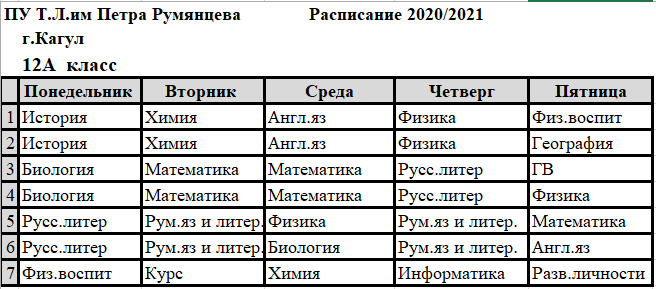 ПУ Т.Л.им Петра Румянцева Расписание 2020/2021
г.Кагул
12А класс
Понедельник Вторник Среда Четверг Пятница
1 История Химия Англ.яз Физика Физ.воспит
2 История Химия Англ.яз Физика География
3 Биология Математика Математика Русс.литер ГВ
4 Биология Математика Математика Русс.литер Физика
5 Русс.литер Рум.яз и литер. Физика Рум.яз и литер. Математика
6 Русс.литер Рум.яз и литер. Биология Рум.яз и литер. Англ.яз
7 Физ.воспит Курс Химия Информатика Разв.личности